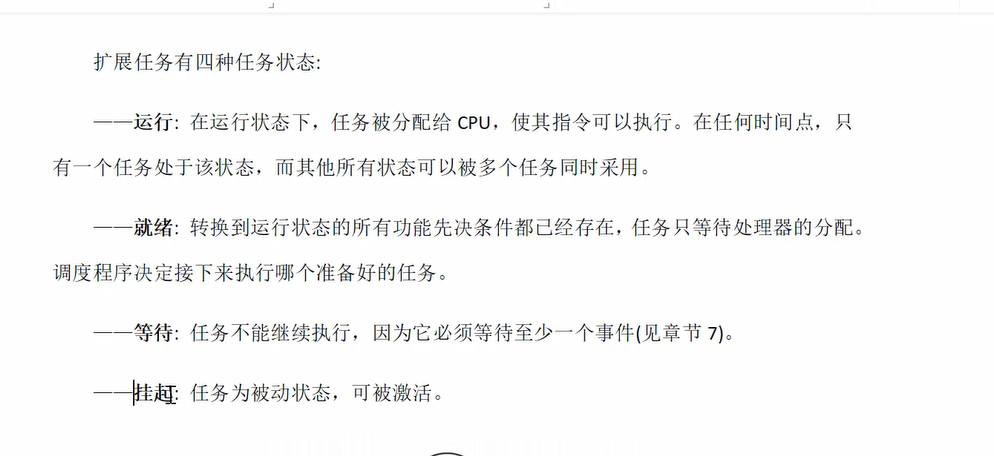 扩展任务有四种任务状态:
——运行: 在运行状态下，任务被分配给 CPU，使其指令可以执行。在任何时间点，只
有一个任务处于该状态，而其他所有状态可以被多个任务同时采用。
——就绪: 转换到运行状态的所有功能先决条件都已经存在, 任务只等待处理器的分配。
调度程序决定接下来执行哪个准备好的任务。
——等待: 任务不能继续执行，因为它必须等待至少一个事件(见章节 7)。
——挂起: 任务为被动状态，可被激活。